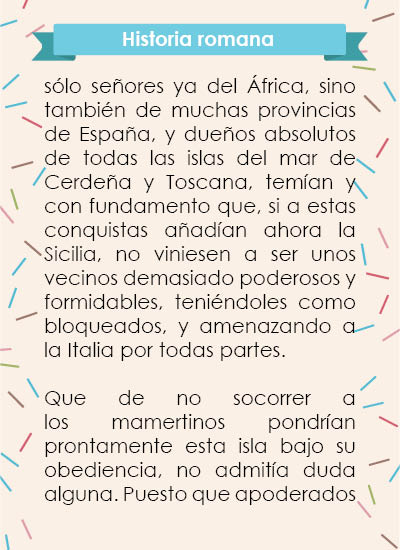 Historia romana
sólo señores ya del África, sino
también de muchas provincias
de España, y dueños absolutos
de todas las islas del mar de
Cerdeña y Toscana, temían y
con fundamento que, si a estas
conquistas añadían ahora la
Sicilia, no viniesen a ser unos
vecinos demasiado poderosos y
formidables, teniéndoles como
bloqueados, y amenazando a
la Italia por todas partes.
Que de no socorrer a
los mamertinos pondrían
prontamente esta isla bajo su
obediencia, no admitía duda
alguna. Puesto que apoderados